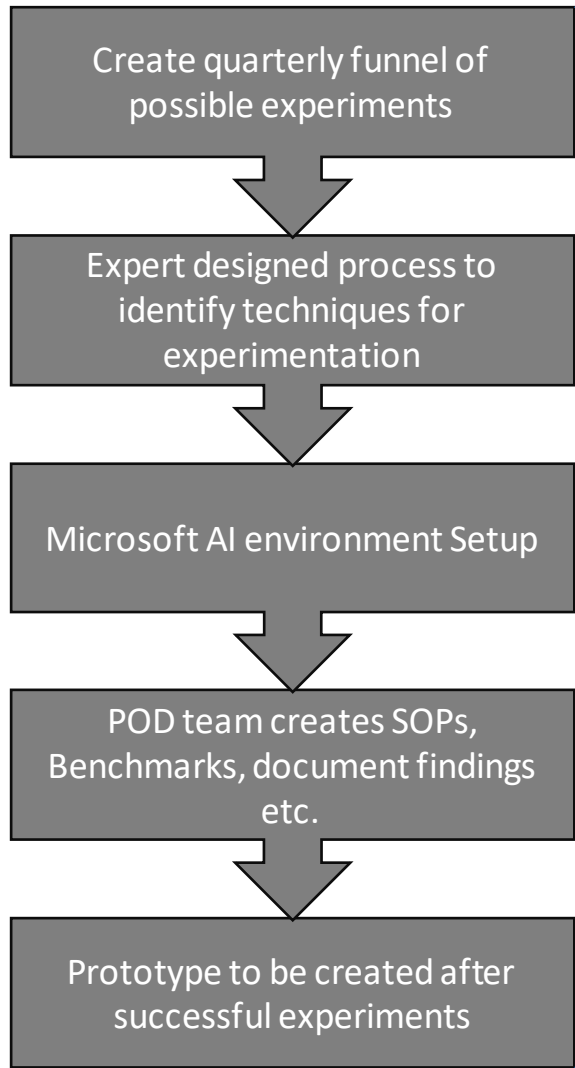 Create quarterly funnel of
possible experiments
Expert designed process to
identify techniques for
experimentation
Microsoft AI environment Setup
POD team creates SOPs,
Benchmarks, document findings
etc.
Prototype to be created after
successful experiments